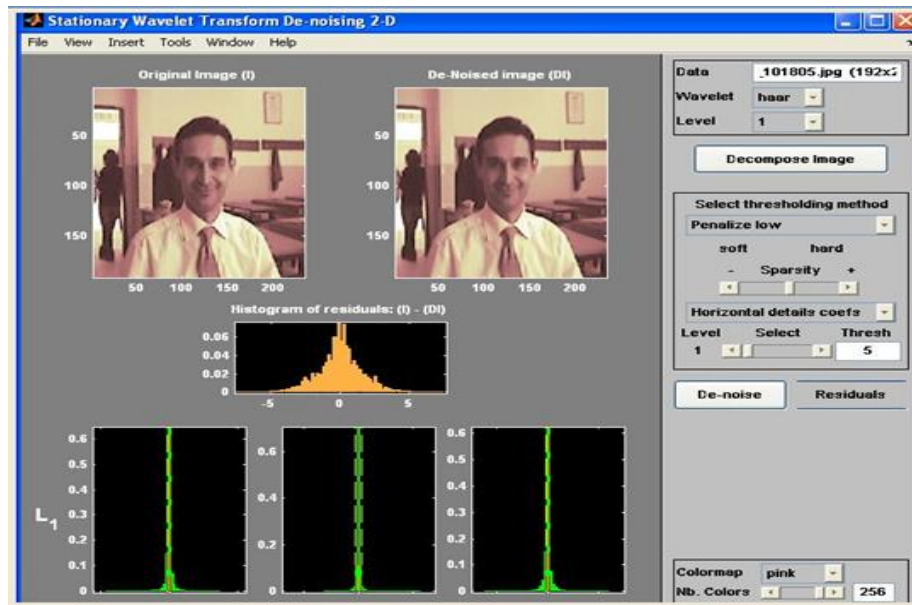 Stationary Wavelet Transform De-noising 2-D
File View Insert Tools Window Help
Original Image (I)
De-Noised image (DI)
50
100
150
50 100 150 200
50
100
150
50 100 150 200
Histogram of residuals: (I) - (DI)
0.06
0.04
0.02
0
-5 0 5
L1
0.6
0.5
0.4
0.3
0.2
0.1
0
0.6
0.4
0.2
0
0.6
0.5
0.4
0.3
0.2
0.1
0
Data _101805.jpg (192x2
Wavelet haar
Level 1
Decompose Image
Select thresholding method
Penalize low
soft hard
- Sparsity +
Horizontal details coefs
Level Select Thresh
1 5
De-noise Residuals
Colormap pink
Nb. Colors 256